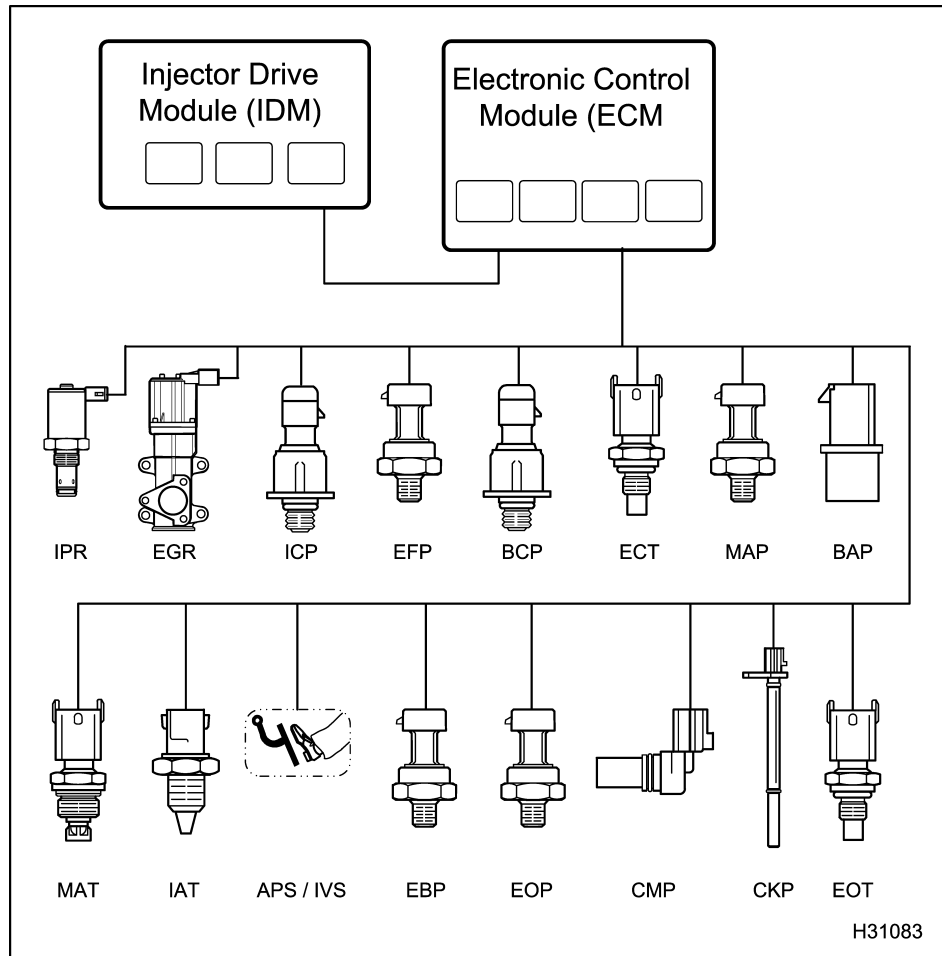 Injector Drive
Module (IDM)
Electronic Control
Module (ECM
IPR EGR ICP EFP BCP ECT MAP BAP
MAT IAT APS / IVS EBP EOP CMP CKP EOT
H31083